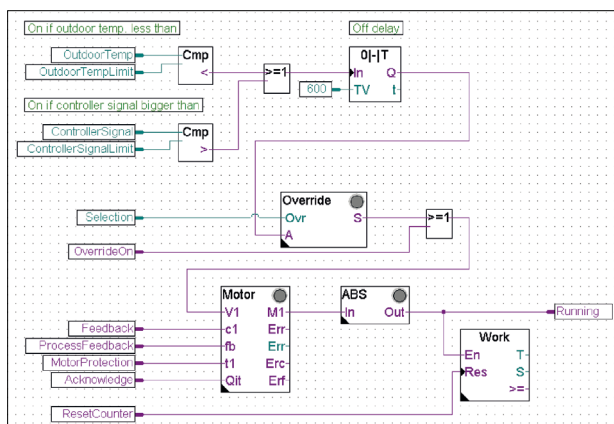 On if outdoor temp. less than
Off delay
OutdoorTemp
OutdoorTempLimit
Cmp
<
>=1
0|-|T
In Q
600
TV t
On if controller signal bigger than
ControllerSignal
ControllerSignalLimit
Cmp
>
Override
Selection
Ovr S
>=1
A
OverrideOn
Motor
ABS
V1 M1
In Out
Running
Feedback
c1 Err
ProcessFeedback
fb Err
Work
MotorProtection
t1 Erc
En T
Acknowledge
Qit Erf
Res S
>=
ResetCounter